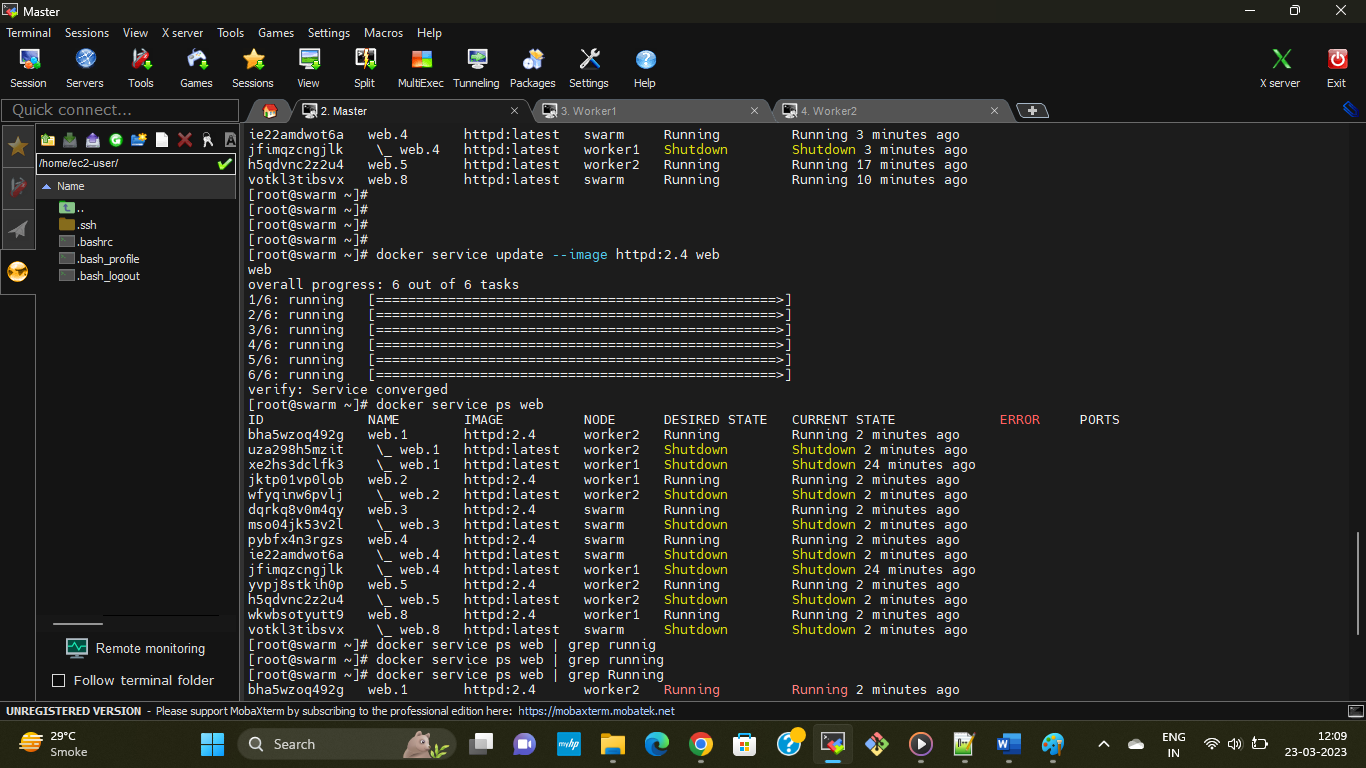 Master
Terminal Sessions View X server Tools Games Settings Macros Help
Session Servers Tools Games Sessions View Split MultiExec Tunneling Packages Settings Help X server Exit
Quick connect...
2. Master 3. Worker1 4. Worker2
/home/ec2-user/
Name
..
.ssh
.bashrc
.bash_profile
.bash_logout
Remote monitoring
Follow terminal folder
ie22amdwot6a web.4 httpd:latest swarm Running Running 3 minutes ago
jfimqzcngjlk \_ web.4 httpd:latest worker1 Shutdown Shutdown 3 minutes ago
h5qdvnc2z2u4 web.5 httpd:latest worker2 Running Running 17 minutes ago
votkl3tibsvx web.8 httpd:latest swarm Running Running 10 minutes ago
[root@swarm ~]#
[root@swarm ~]#
[root@swarm ~]#
[root@swarm ~]#
[root@swarm ~]# docker service update --image httpd:2.4 web
web
overall progress: 6 out of 6 tasks
1/6: running [==================================================>]
2/6: running [==================================================>]
3/6: running [==================================================>]
4/6: running [==================================================>]
5/6: running [==================================================>]
6/6: running [==================================================>]
verify: Service converged
[root@swarm ~]# docker service ps web
ID NAME IMAGE NODE DESIRED STATE CURRENT STATE ERROR PORTS
bha5wzoq492g web.1 httpd:2.4 worker2 Running Running 2 minutes ago
uza298h5mzit \_ web.1 httpd:latest worker2 Shutdown Shutdown 2 minutes ago
xe2hs3dclfk3 \_ web.1 httpd:latest worker1 Shutdown Shutdown 24 minutes ago
jktp01vp0lob web.2 httpd:2.4 worker1 Running Running 2 minutes ago
wfyqinw6pvlj \_ web.2 httpd:latest worker2 Shutdown Shutdown 2 minutes ago
dqrkq8v0m4qy web.3 httpd:2.4 swarm Running Running 2 minutes ago
mso04jk53v2l \_ web.3 httpd:latest swarm Shutdown Shutdown 2 minutes ago
pybfx4n3rgzs web.4 httpd:2.4 swarm Running Running 2 minutes ago
ie22amdwot6a \_ web.4 httpd:latest swarm Shutdown Shutdown 2 minutes ago
jfimqzcngjlk \_ web.4 httpd:latest worker1 Shutdown Shutdown 24 minutes ago
yvpj8stkih0p web.5 httpd:2.4 worker2 Running Running 2 minutes ago
h5qdvnc2z2u4 \_ web.5 httpd:latest worker2 Shutdown Shutdown 2 minutes ago
wkwbsotyutt9 web.8 httpd:2.4 worker1 Running Running 2 minutes ago
votkl3tibsvx \_ web.8 httpd:latest swarm Shutdown Shutdown 2 minutes ago
[root@swarm ~]# docker service ps web | grep runnig
[root@swarm ~]# docker service ps web | grep running
[root@swarm ~]# docker service ps web | grep Running
bha5wzoq492g web.1 httpd:2.4 worker2 Running Running 2 minutes ago
UNREGISTERED VERSION - Please support MobaXterm by subscribing to the professional edition here: https://mobaxterm.mobatek.net
29°C
Smoke
Search
myhp
ENG
IN
12:09
23-03-2023